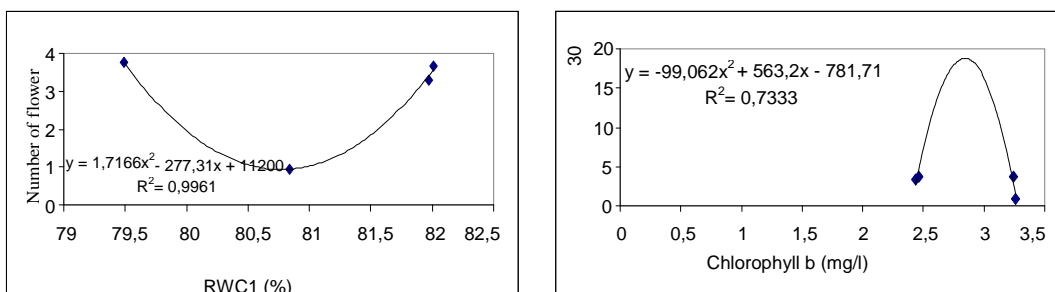 Number of flower
4
3
2
1
0
y = 1,7166x² - 277,31x + 11200
R² = 0,9961
79 79,5 80 80,5 81 81,5 82 82,5
RWC1 (%)
30
20
15
10
5
0
y = -99,062x² + 563,2x - 781,71
R² = 0,7333
0 0,5 1 1,5 2 2,5 3 3,5
Chlorophyll b (mg/l)